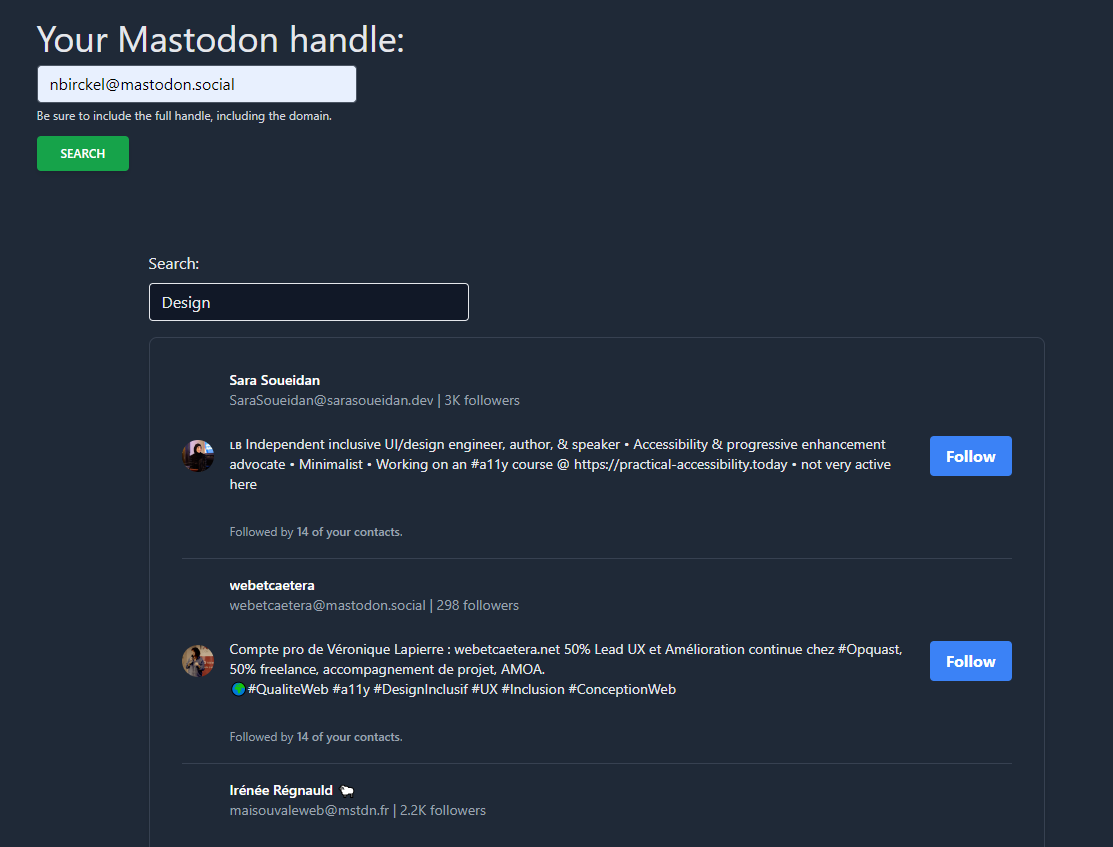 Your Mastodon handle:
nbirckel@mastodon.social
Be sure to include the full handle, including the domain.
SEARCH
Search:
Design
Sara Soueidan
SaraSoueidan@sarasoueidan.dev | 3K followers
ʟʙ Independent inclusive UI/design engineer, author, & speaker • Accessibility & progressive enhancement
advocate • Minimalist • Working on an #a11y course @ https://practical-accessibility.today • not very active
here
Follow
Followed by 14 of your contacts.
webetcaetera
webetcaetera@mastodon.social | 298 followers
Compte pro de Véronique Lapierre : webetcaetera.net 50% Lead UX et Amélioration continue chez #Opquast,
50% freelance, accompagnement de projet, AMOA.
🌍#QualiteWeb #a11y #DesignInclusif #UX #Inclusion #ConceptionWeb
Follow
Followed by 14 of your contacts.
Irénée Régnauld 🐑
maisouvaleweb@mstdn.fr | 2.2K followers